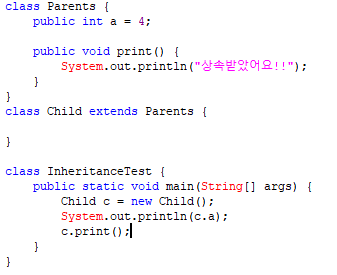 class Parents {
    public int a = 4;

    public void print() {
        System.out.println("상속받았어요!!");
    }
}
class Child extends Parents {

}

class InheritanceTest {
    public static void main(String[] args) {
        Child c = new Child();
        System.out.println(c.a);
        c.print();
    }
}